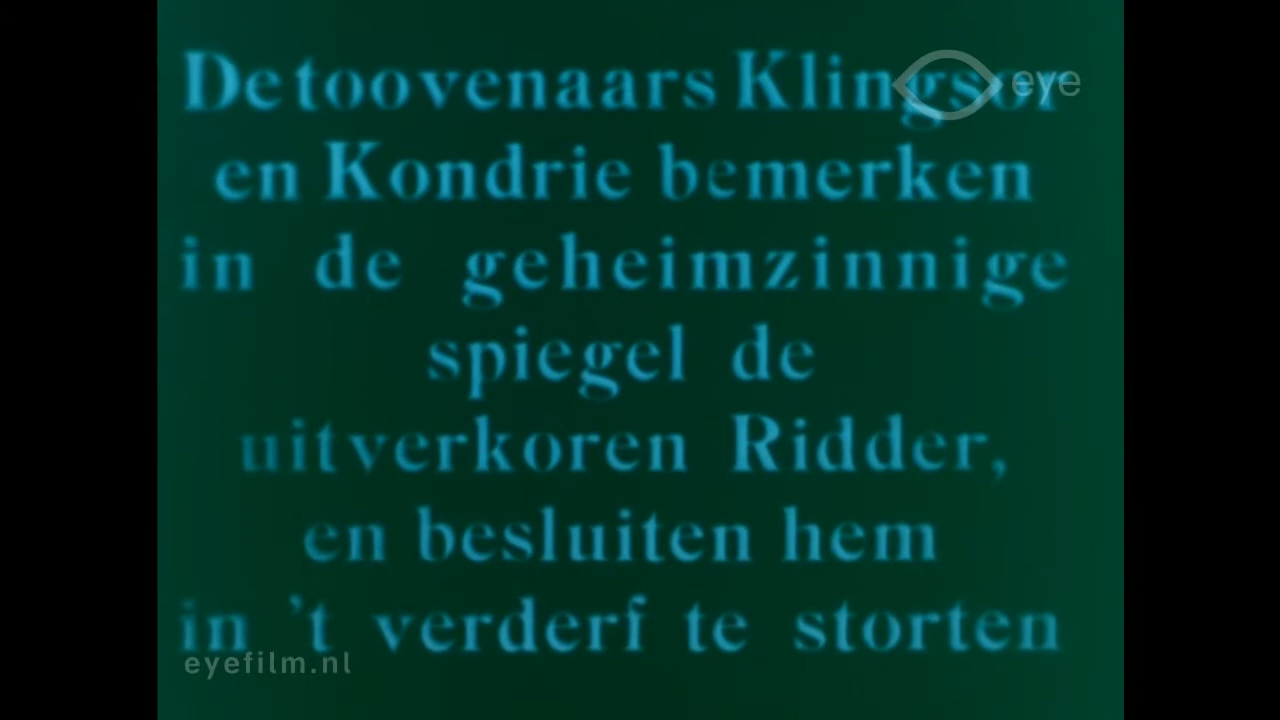 De toovenaars Klingsor
en Kondrie bemerken
in de geheimzinnige
spiegel de
uitverkoren Ridder,
en besluiten hem
in 't verderf te storten
eye
eyefilm.nl